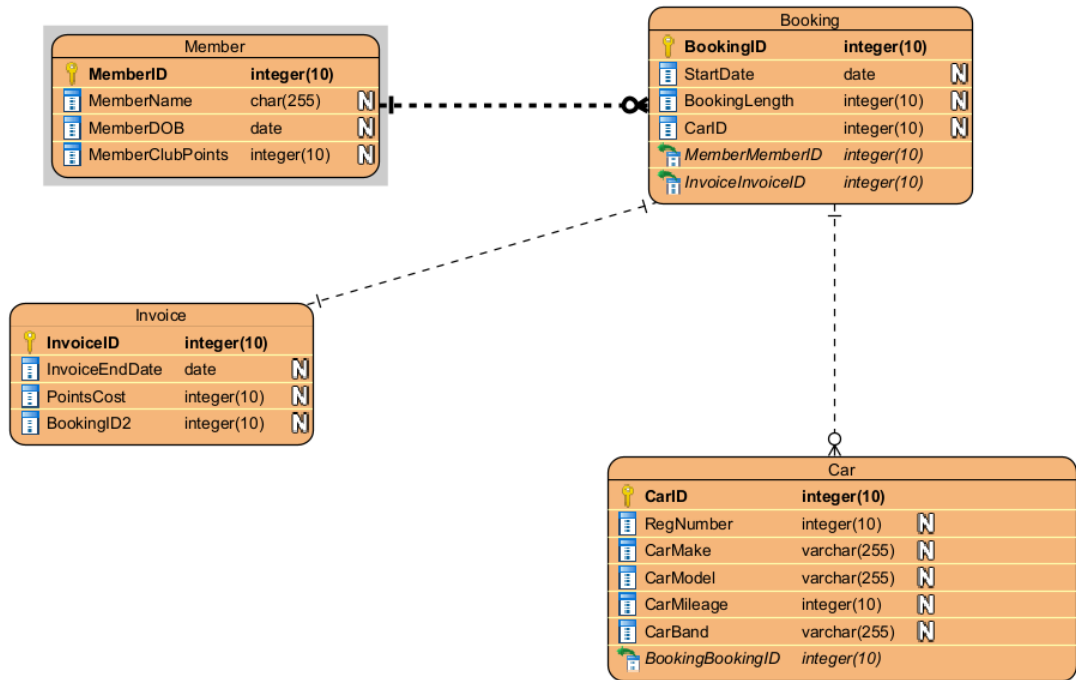 Member
MemberID integer(10)
MemberName char(255) N
MemberDOB date N
MemberClubPoints integer(10) N
Booking
BookingID integer(10)
StartDate date N
BookingLength integer(10) N
CarID integer(10) N
MemberMemberID integer(10)
InvoiceInvoiceID integer(10)
Invoice
InvoiceID integer(10)
InvoiceEndDate date N
PointsCost integer(10) N
BookingID2 integer(10) N
Car
CarID integer(10)
RegNumber integer(10) N
CarMake varchar(255) N
CarModel varchar(255) N
CarMileage integer(10) N
CarBand varchar(255) N
BookingBookingID integer(10)